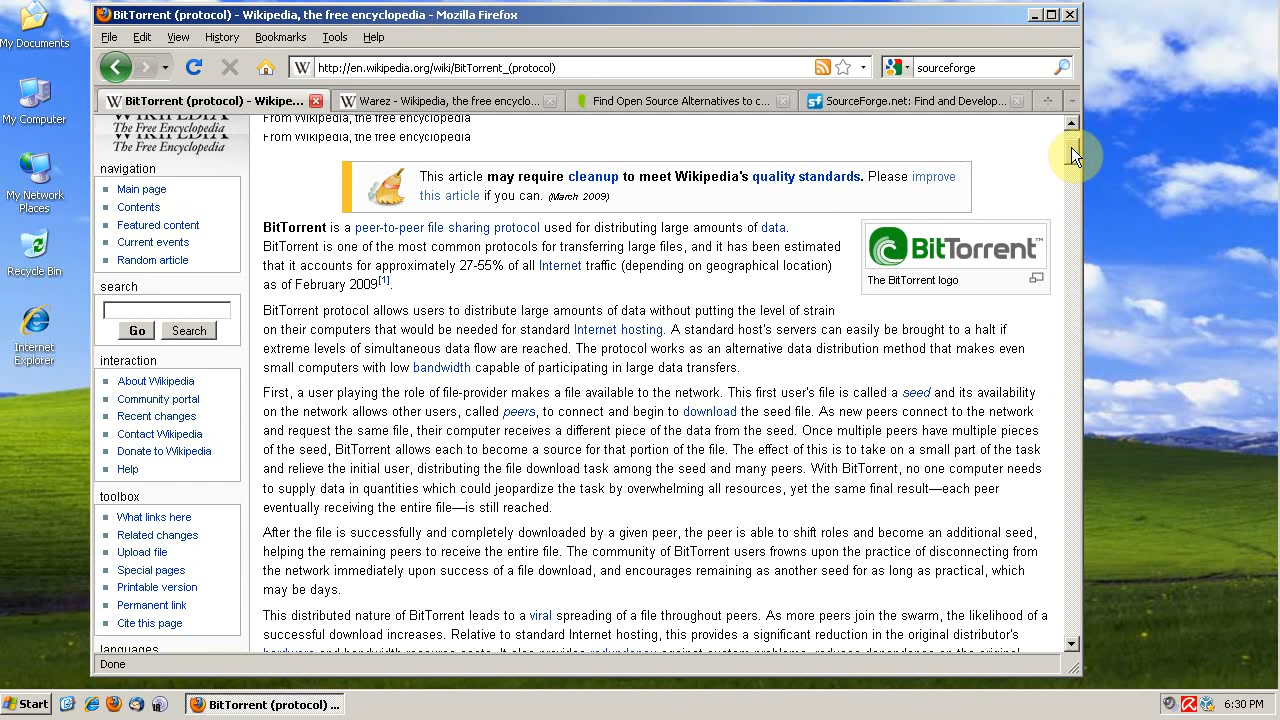 BitTorrent (protocol) - Wikipedia, the free encyclopedia - Mozilla Firefox
File Edit View History Bookmarks Tools Help
W http://en.wikipedia.org/wiki/BitTorrent_(protocol) sourceforge
W BitTorrent (protocol) - Wikipe... W Warez - Wikipedia, the free encyclo... Find Open Source Alternatives to c... sf SourceForge.net: Find and Develop...
My Documents
My Computer
My Network
Places
Recycle Bin
Internet
Explorer
WIKIPEDIA
The Free Encyclopedia
The Free Encyclopedia
navigation
Main page
Contents
Featured content
Current events
Random article
search
Go Search
interaction
About Wikipedia
Community portal
Recent changes
Contact Wikipedia
Donate to Wikipedia
Help
toolbox
What links here
Related changes
Upload file
Special pages
Printable version
Permanent link
Cite this page
languages
From Wikipedia, the free encyclopedia
From Wikipedia, the free encyclopedia
This article may require cleanup to meet Wikipedia's quality standards. Please improve
this article if you can. (March 2009)
BitTorrent is a peer-to-peer file sharing protocol used for distributing large amounts of data.
BitTorrent is one of the most common protocols for transferring large files, and it has been estimated
that it accounts for approximately 27-55% of all Internet traffic (depending on geographical location)
as of February 2009[1].
BitTorrent™
The BitTorrent logo
BitTorrent protocol allows users to distribute large amounts of data without putting the level of strain
on their computers that would be needed for standard Internet hosting. A standard host's servers can easily be brought to a halt if
extreme levels of simultaneous data flow are reached. The protocol works as an alternative data distribution method that makes even
small computers with low bandwidth capable of participating in large data transfers.
First, a user playing the role of file-provider makes a file available to the network. This first user's file is called a seed and its availability
on the network allows other users, called peers, to connect and begin to download the seed file. As new peers connect to the network
and request the same file, their computer receives a different piece of the data from the seed. Once multiple peers have multiple pieces
of the seed, BitTorrent allows each to become a source for that portion of the file. The effect of this is to take on a small part of the task
and relieve the initial user, distributing the file download task among the seed and many peers. With BitTorrent, no one computer needs
to supply data in quantities which could jeopardize the task by overwhelming all resources, yet the same final result—each peer
eventually receiving the entire file—is still reached.
After the file is successfully and completely downloaded by a given peer, the peer is able to shift roles and become an additional seed,
helping the remaining peers to receive the entire file. The community of BitTorrent users frowns upon the practice of disconnecting from
the network immediately upon success of a file download, and encourages remaining as another seed for as long as practical, which
may be days.
This distributed nature of BitTorrent leads to a viral spreading of a file throughout peers. As more peers join the swarm, the likelihood of
successful download increases. Relative to standard Internet hosting, this provides a significant reduction in the original distributor's
Done
Start BitTorrent (protocol) ... 6:30 PM